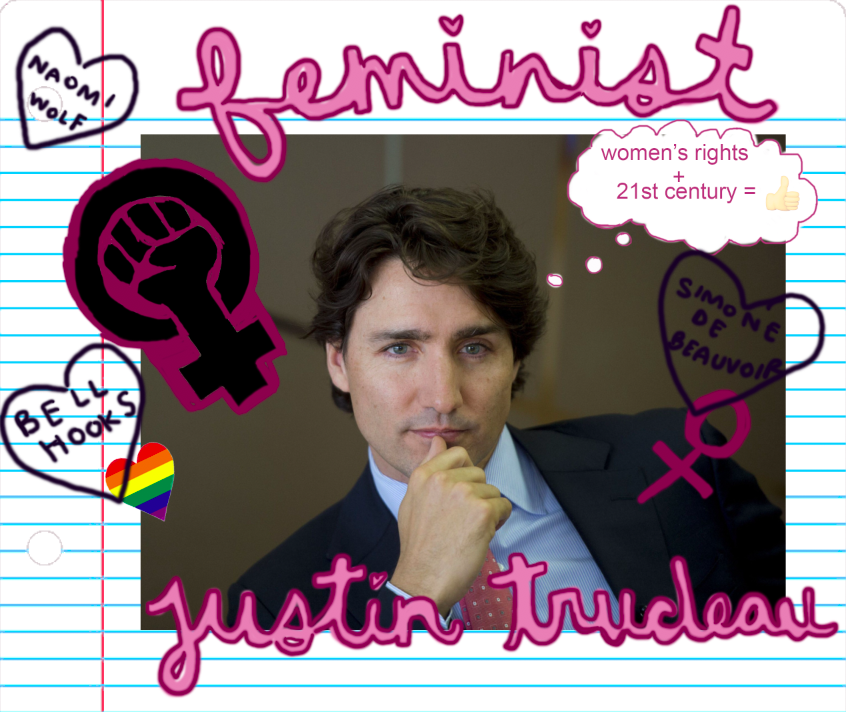 feminist
NAOMI
WOLF
women's rights
+
21st century = 👍
SIMONE
DE
BEAUVOIR
BELL
HOOKS
justin trudeau